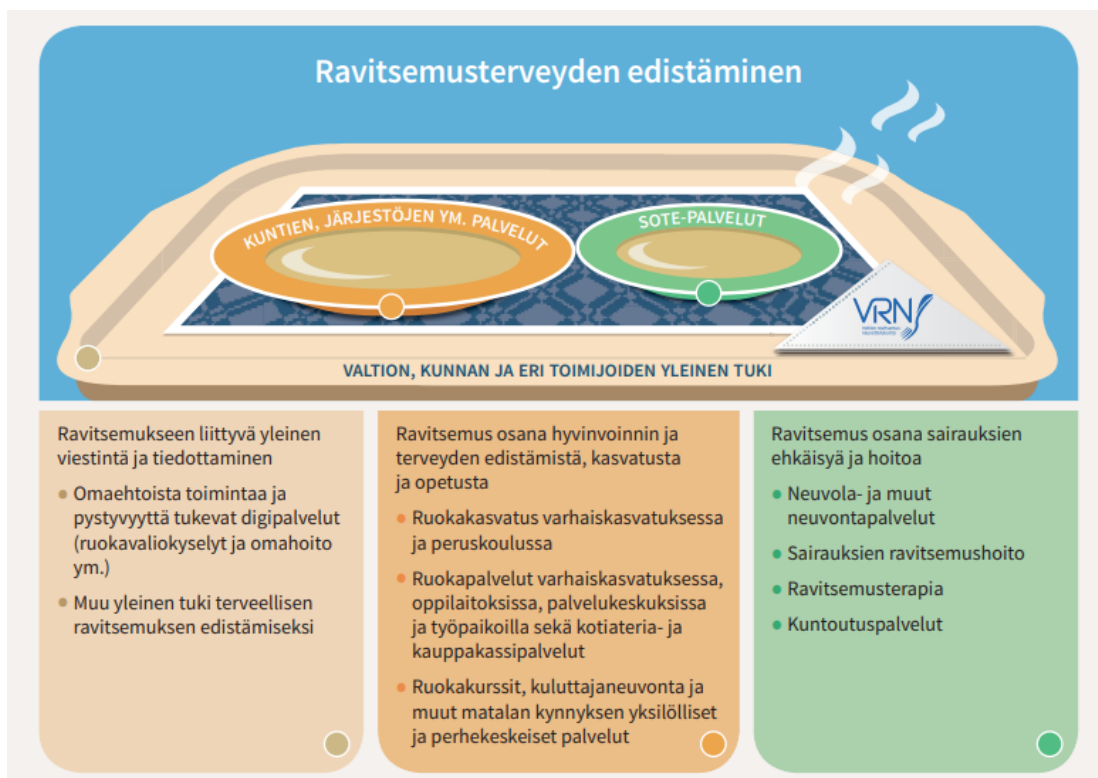 Ravitsemusterveyden edistäminen
KUNTIEN, JÄRJESTÖJEN YM. PALVELUT
SOTE-PALVELUT
VRN
VALTION, KUNNAN JA ERI TOIMIJOIDEN YLEINEN TUKI
Ravitsemukseen liittyvä yleinen
viestintä ja tiedottaminen
Omaehtoista toimintaa ja
pystyvyyttä tukevat digipalvelut
(ruokavaliokyselyt ja omahoito
ym.)
Muu yleinen tuki terveellisen
ravitsemuksen edistämiseksi
Ravitsemus osana hyvinvoinnin ja
terveyden edistämistä, kasvatusta
ja opetusta
Ruokakasvatus varhaiskasvatuksessa
ja peruskoulussa
Ruokapalvelut varhaiskasvatuksessa,
oppilaitoksissa, palvelukeskuksissa
ja työpaikoilla sekä kotiateria- ja
kauppakassipalvelut
Ruokakurssit, kuluttajaneuvonta ja
muut matalan kynnyksen yksilölliset
ja perhekeskeiset palvelut
Ravitsemus osana sairauksien
ehkäisyä ja hoitoa
Neuvola- ja muut
neuvontapalvelut
Sairauksien ravitsemushoito
Ravitsemusterapia
Kuntoutuspalvelut